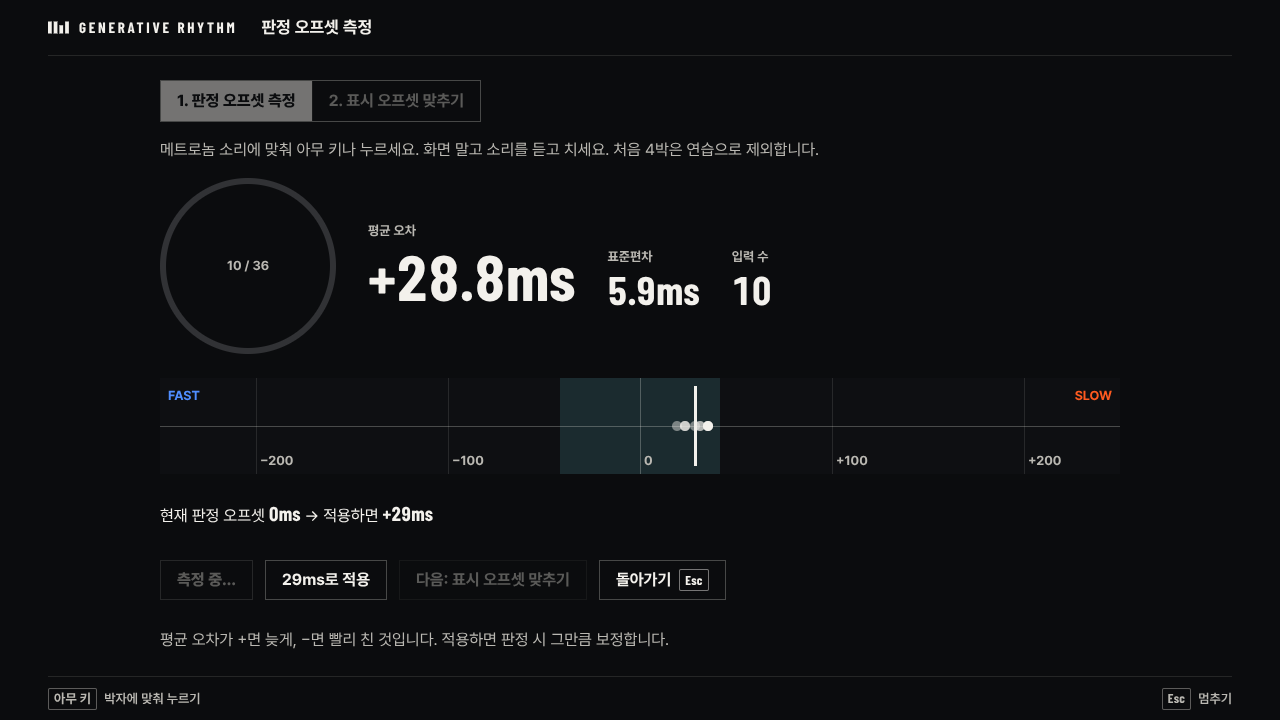 GENERATIVE RHYTHM 판정 오프셋 측정
1. 판정 오프셋 측정 2. 표시 오프셋 맞추기
메트로놈 소리에 맞춰 아무 키나 누르세요. 화면 말고 소리를 듣고 치세요. 처음 4박은 연습으로 제외합니다.
10 / 36
평균 오차
+28.8ms
표준편차
5.9ms
입력 수
10
FAST SLOW
−200 −100 0 +100 +200
현재 판정 오프셋 0ms → 적용하면 +29ms
측정 중... 29ms로 적용 다음: 표시 오프셋 맞추기 돌아가기 Esc
평균 오차가 +면 늦게, −면 빨리 친 것입니다. 적용하면 판정 시 그만큼 보정합니다.
아무 키 박자에 맞춰 누르기 Esc 멈추기